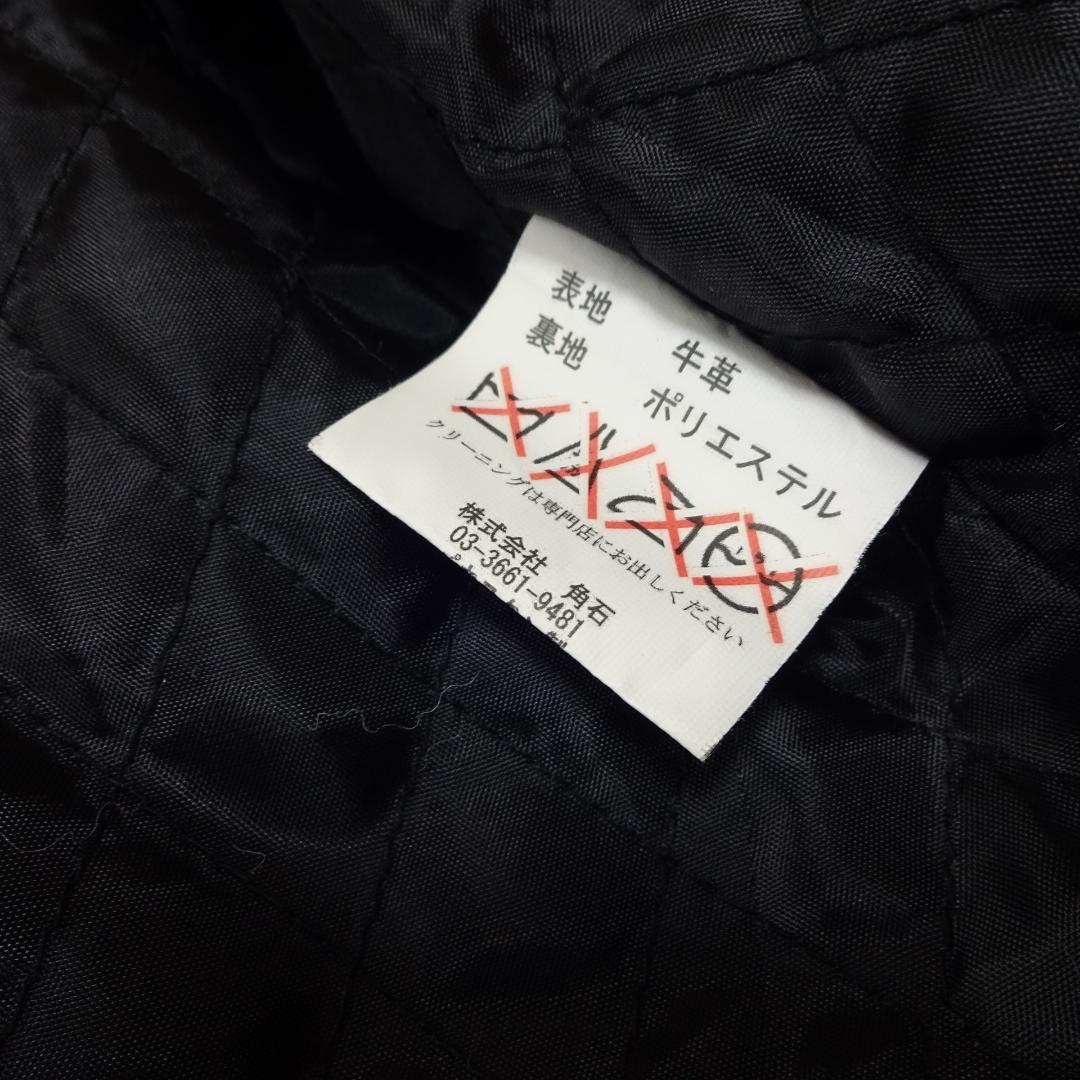 表地 牛革
裏地 ポリエステル
クリーニングは専門店にお出しください
株式会社 角石
03-3661-9481